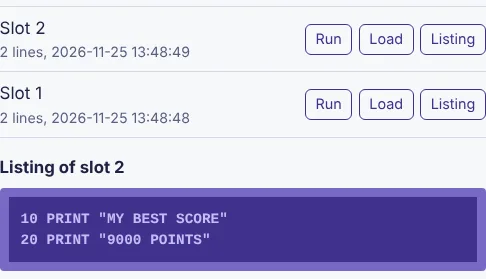 Slot 2
2 lines, 2026-11-25 13:48:49
Run Load Listing
Slot 1
2 lines, 2026-11-25 13:48:48
Run Load Listing
Listing of slot 2
10 PRINT "MY BEST SCORE"
20 PRINT "9000 POINTS"